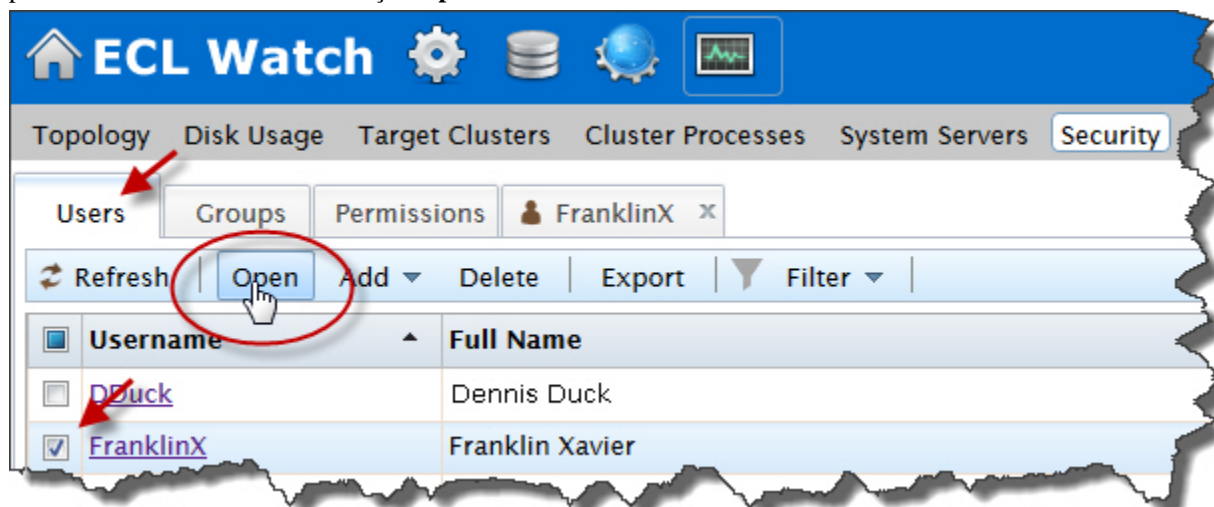 ECL Watch
Topology Disk Usage Target Clusters Cluster Processes System Servers Security
Users Groups Permissions FranklinX x
Refresh Open Add Delete Export Filter
Username Full Name
DDuck Dennis Duck
FranklinX Franklin Xavier